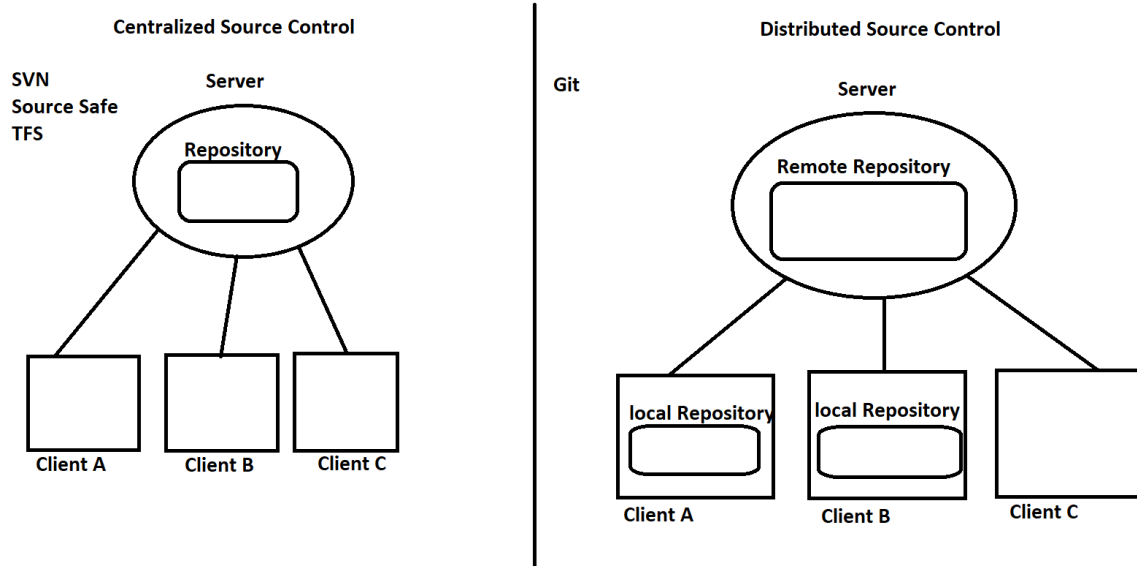 Centralized Source Control
SVN
Source Safe
TFS
Server
Repository
Client A
Client B
Client C
Distributed Source Control
Git
Server
Remote Repository
local Repository
local Repository
Client A
Client B
Client C